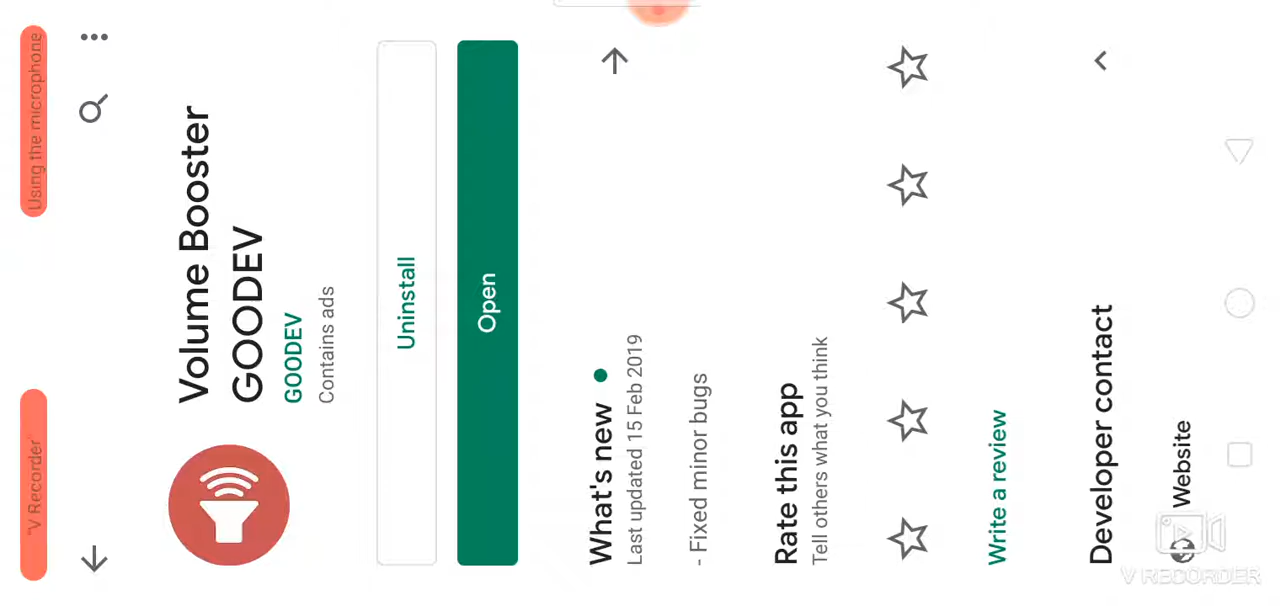 "V Recorder"
Using the microphone
Volume Booster
GOODEV
GOODEV
Contains ads
Uninstall
Open
What's new
Last updated 15 Feb 2019
- Fixed minor bugs
Rate this app
Tell others what you think
Write a review
Developer contact
Website
V RECORDER